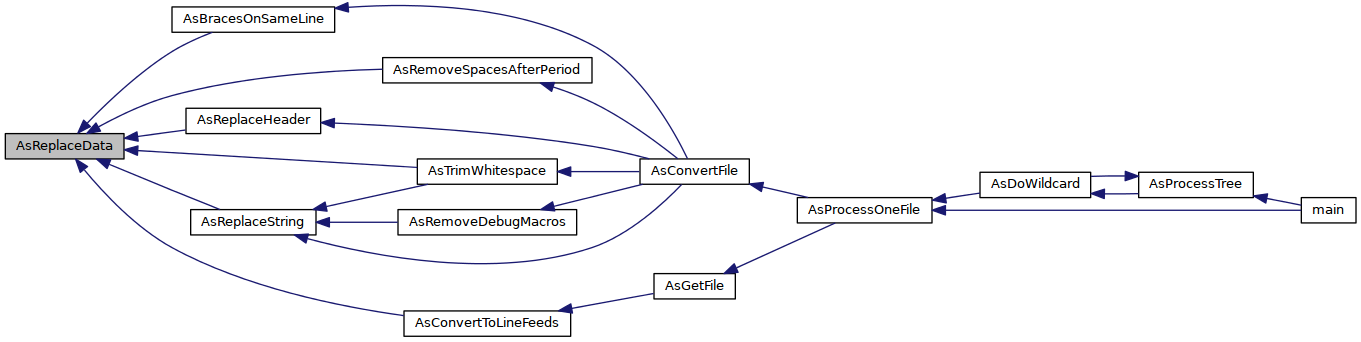 AsBracesOnSameLine
AsRemoveSpacesAfterPeriod
AsReplaceHeader
AsReplaceData
AsTrimWhitespace
AsConvertFile
AsDoWildcard
AsProcessTree
AsReplaceString
AsRemoveDebugMacros
AsProcessOneFile
main
AsGetFile
AsConvertToLineFeeds